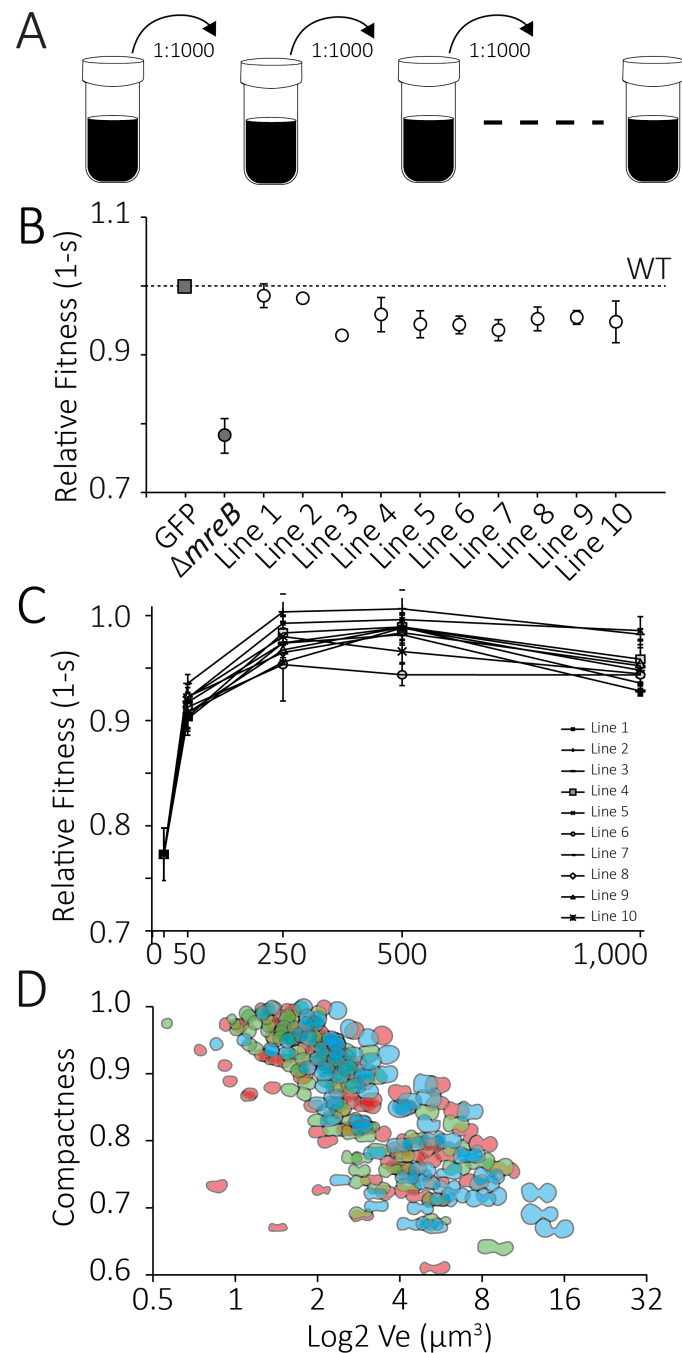 A
1:1000
1:1000
1:1000
B
Relative Fitness (1-s)
1.1
0.9
0.7
WT
GFP
ΔmreB
Line 1
Line 2
Line 3
Line 4
Line 5
Line 6
Line 7
Line 8
Line 9
Line 10
C
Relative Fitness (1-s)
1.0
0.9
0.8
0.7
0 50 250 500 1,000
Line 1
Line 2
Line 3
Line 4
Line 5
Line 6
Line 7
Line 8
Line 9
Line 10
D
Compactness
1.0
0.9
0.8
0.7
0.6
0.5 1 2 4 8 16 32
Log2 Ve (μm³)